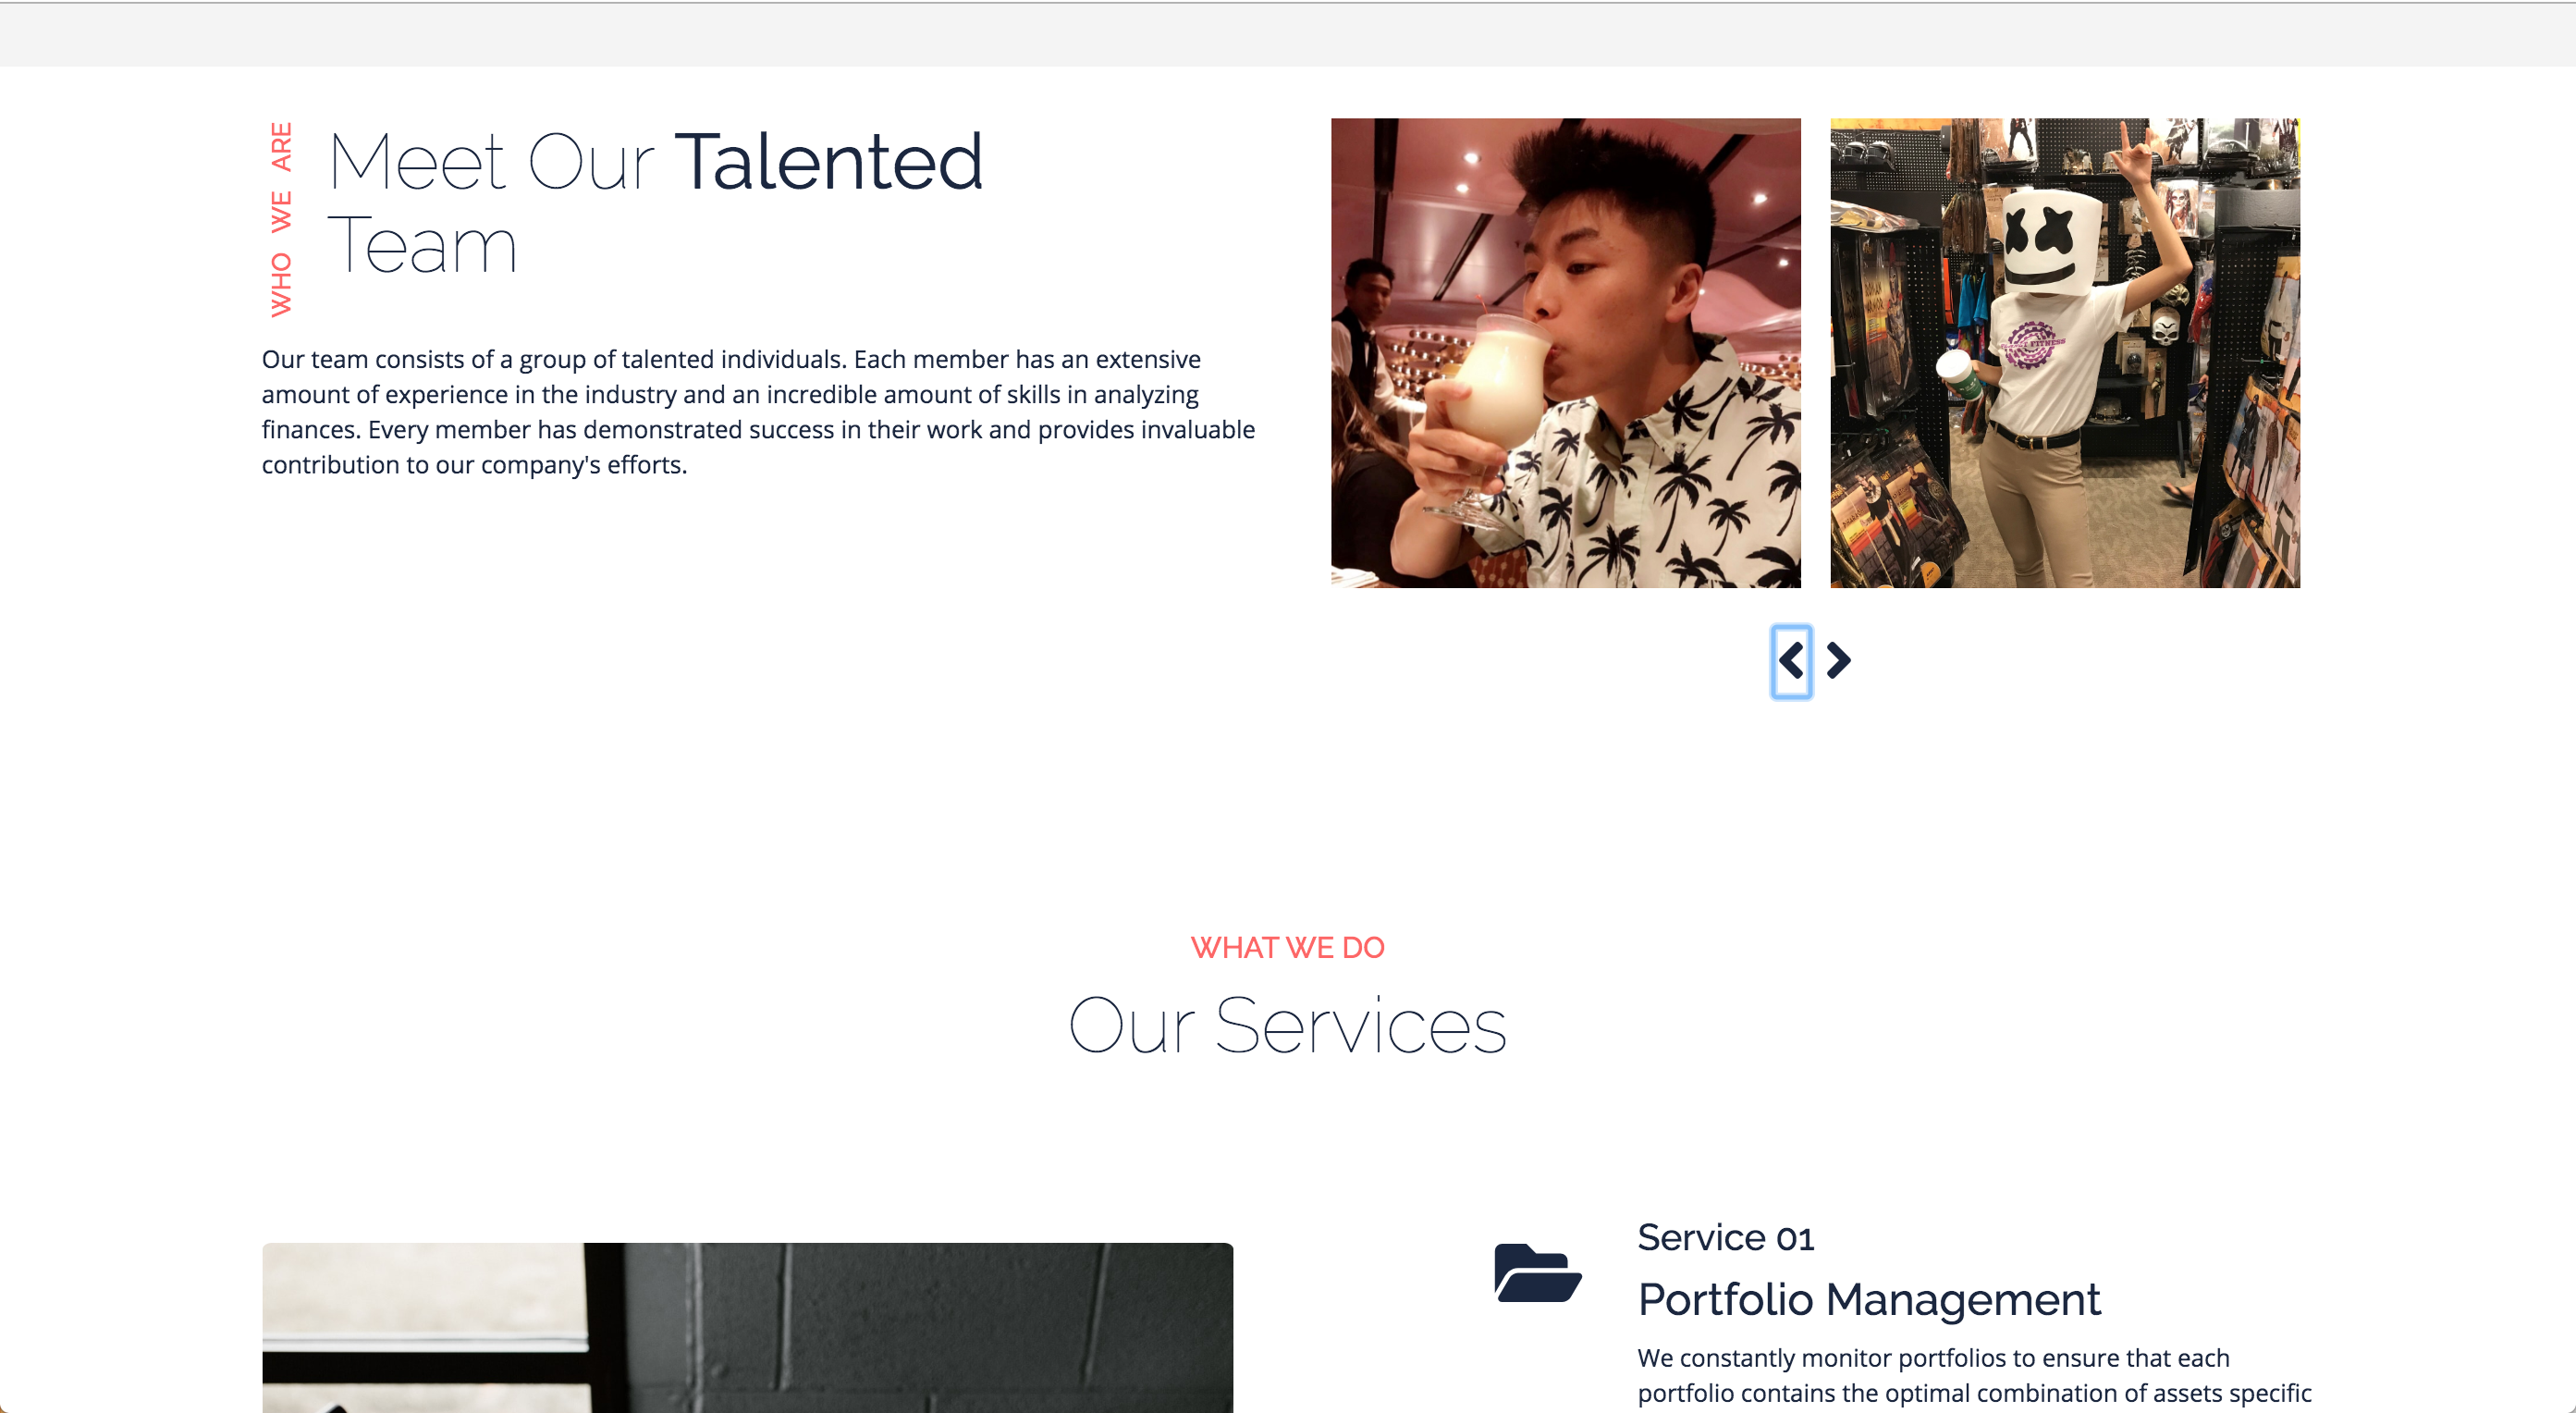 WHO WE ARE
Meet Our Talented
Team
Our team consists of a group of talented individuals. Each member has an extensive
amount of experience in the industry and an incredible amount of skills in analyzing
finances. Every member has demonstrated success in their work and provides invaluable
contribution to our company's efforts.
FITNESS
WHAT WE DO
Our Services
Service 01
Portfolio Management
We constantly monitor portfolios to ensure that each
portfolio contains the optimal combination of assets specific